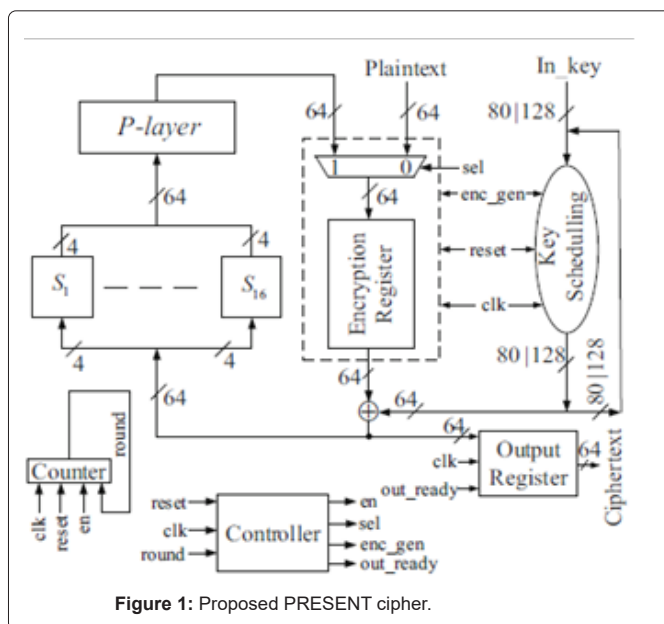 Plaintext
In_key
64
64
80|128
P-layer
1
0
sel
64
64
enc_gen
4
4
Key
Schedulling
S1
S16
Encryption
Register
reset
clk
4
4
80|128
64
80|128
64
64
round
64
Output
Register
64
Counter
clk
out_ready
Ciphertext
clk
reset
en
reset
clk
round
Controller
en
sel
enc_gen
out_ready
Figure 1: Proposed PRESENT cipher.